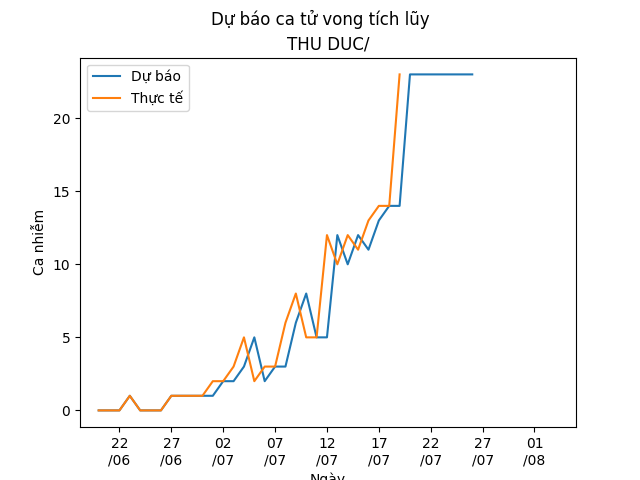 Dự báo ca tử vong tích lũy
THU DUC/
Dự báo
Thực tế
Ca nhiễm
20
15
10
5
0
22 27 02 07 12 17 22 27 01
/06 /06 /07 /07 /07 /07 /07 /07 /08
Ngày